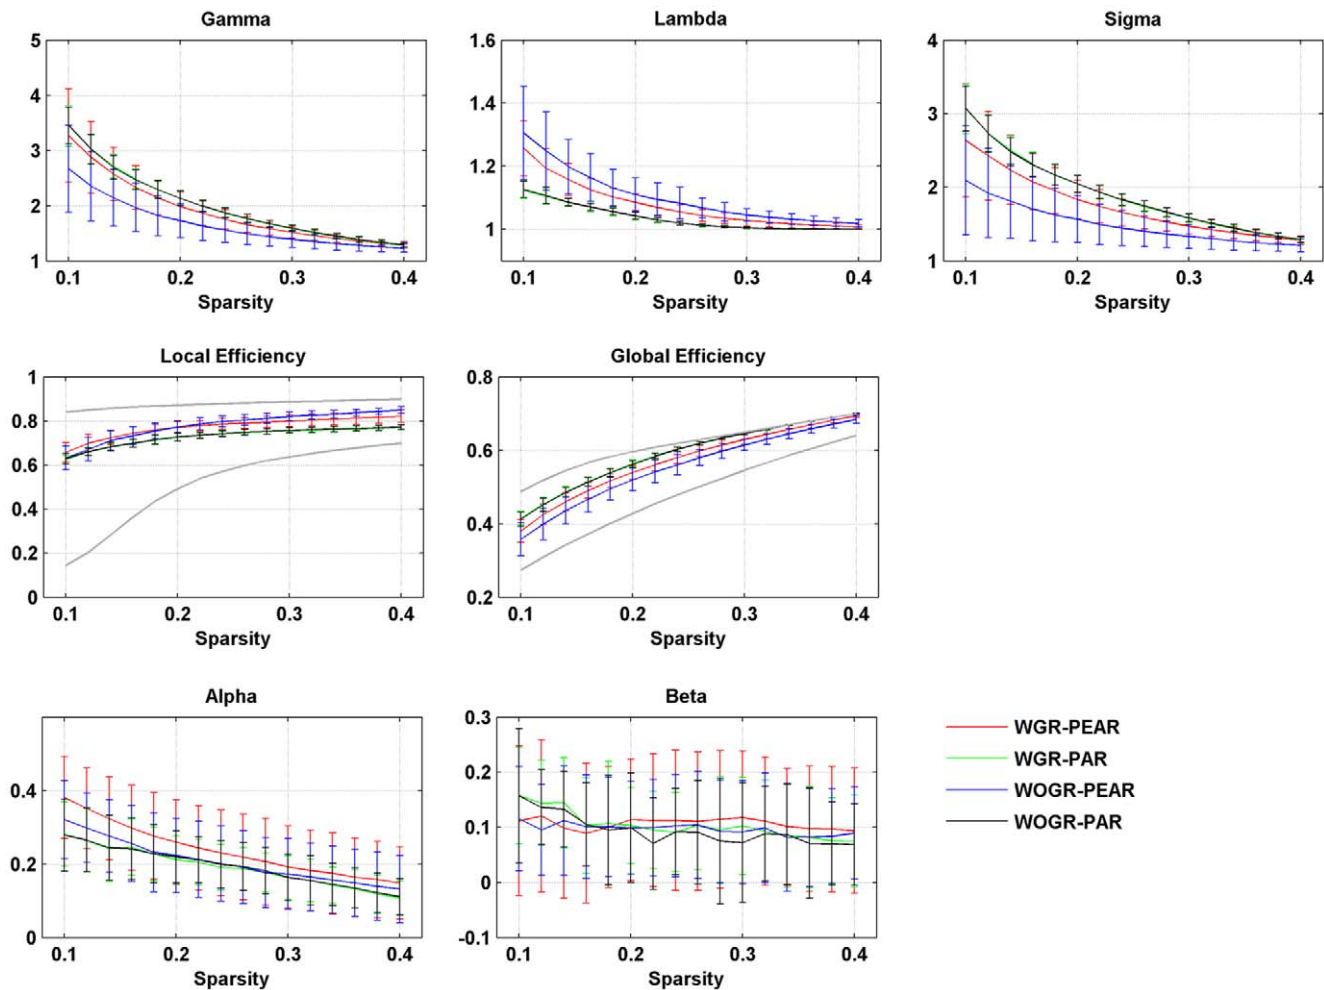 Gamma
5
4
3
2
1
0.1 0.2 0.3 0.4
Sparsity
Lambda
1.6
1.4
1.2
1
0.1 0.2 0.3 0.4
Sparsity
Sigma
4
3
2
1
0.1 0.2 0.3 0.4
Sparsity
Local Efficiency
1
0.8
0.6
0.4
0.2
0
0.1 0.2 0.3 0.4
Sparsity
Global Efficiency
0.8
0.6
0.4
0.2
0.1 0.2 0.3 0.4
Sparsity
Alpha
0.4
0.2
0
0.1 0.2 0.3 0.4
Sparsity
Beta
0.3
0.2
0.1
0
-0.1
0.1 0.2 0.3 0.4
Sparsity
WGR-PEAR
WGR-PAR
WOGR-PEAR
WOGR-PAR